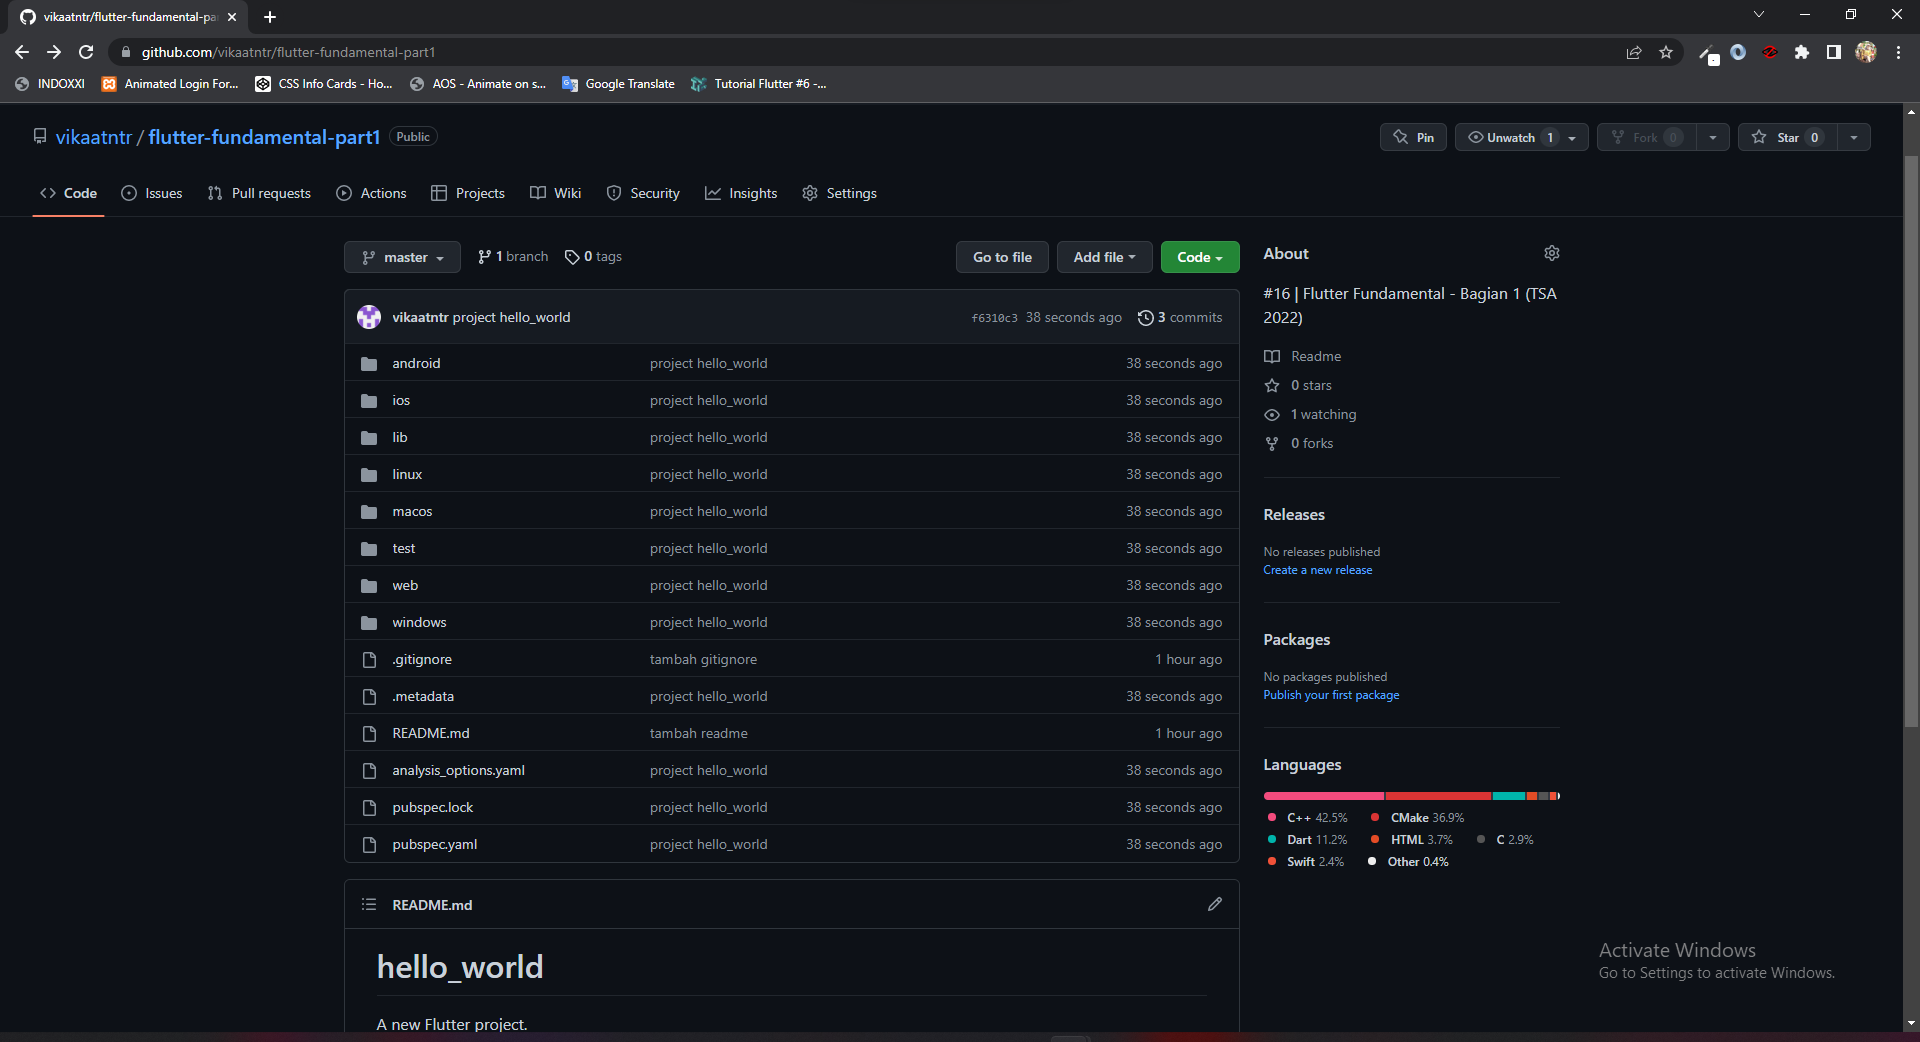 vikaatntr/flutter-fundamental-pa
github.com/vikaatntr/flutter-fundamental-part1
INDOXXI Animated Login For... CSS Info Cards - Ho... AOS - Animate on s... Google Translate Tutorial Flutter #6 -...
vikaatntr / flutter-fundamental-part1 Public
Pin Unwatch 1 Fork 0 Star 0
Code Issues Pull requests Actions Projects Wiki Security Insights Settings
master 1 branch 0 tags Go to file Add file Code
vikaatntr project hello_world f6310c3 38 seconds ago 3 commits
android project hello_world 38 seconds ago
ios project hello_world 38 seconds ago
lib project hello_world 38 seconds ago
linux project hello_world 38 seconds ago
macos project hello_world 38 seconds ago
test project hello_world 38 seconds ago
web project hello_world 38 seconds ago
windows project hello_world 38 seconds ago
.gitignore tambah gitignore 1 hour ago
.metadata project hello_world 38 seconds ago
README.md tambah readme 1 hour ago
analysis_options.yaml project hello_world 38 seconds ago
pubspec.lock project hello_world 38 seconds ago
pubspec.yaml project hello_world 38 seconds ago
README.md
hello_world
A new Flutter project.
About
#16 | Flutter Fundamental - Bagian 1 (TSA
2022)
Readme
0 stars
1 watching
0 forks
Releases
No releases published
Create a new release
Packages
No packages published
Publish your first package
Languages
C++ 42.5% CMake 36.9%
Dart 11.2% HTML 3.7% C 2.9%
Swift 2.4% Other 0.4%
Activate Windows
Go to Settings to activate Windows.